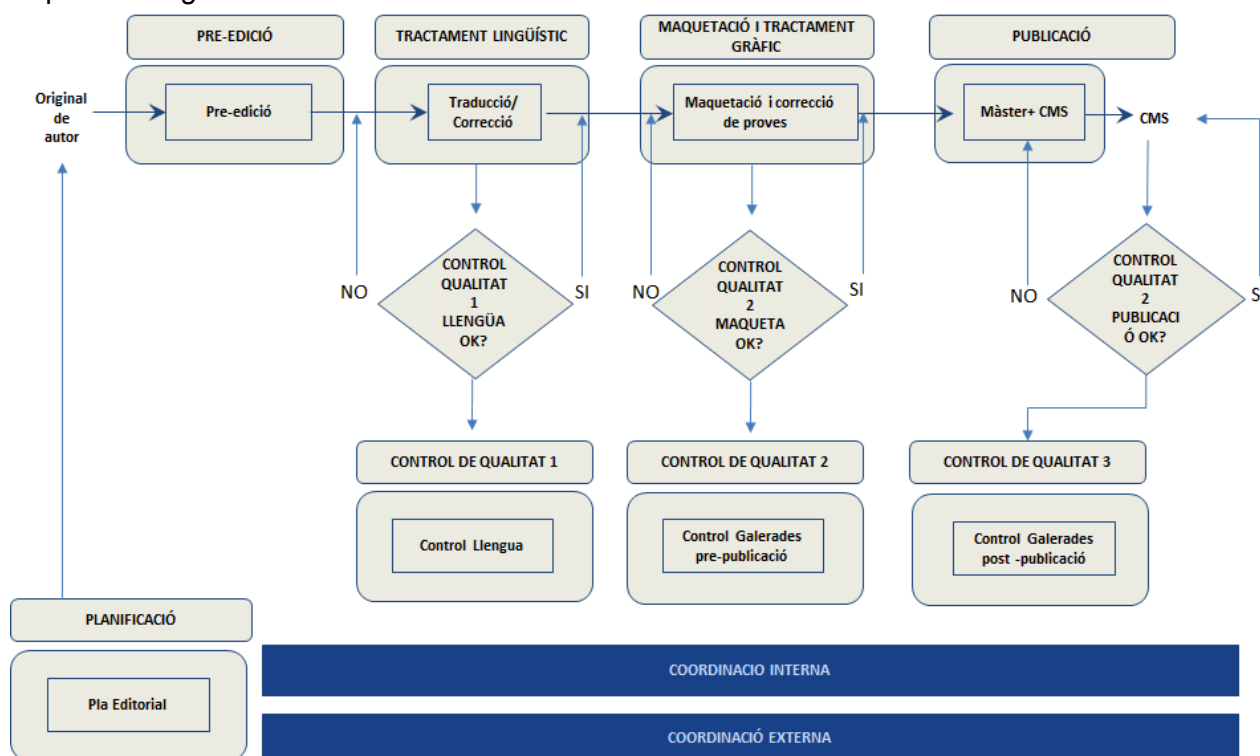 PRE-EDICIÓ
TRACTAMENT LINGÜÍSTIC
MAQUETACIÓ I TRACTAMENT
GRÀFIC
PUBLICACIÓ
Original
de
autor
Pre-edició
Traducció/
Correcció
Maquetació i correcció
de proves
Màster+ CMS
CMS
CONTROL
QUALITAT
1
LLENGÜA
OK?
NO
SI
CONTROL
QUALITAT
2
MAQUETA
OK?
NO
SI
CONTROL
QUALITAT
2
PUBLICACI
Ó OK?
NO
S
CONTROL DE QUALITAT 1
CONTROL DE QUALITAT 2
CONTROL DE QUALITAT 3
Control Llengua
Control Galerades
pre-publicació
Control Galerades
post -publicació
PLANIFICACIÓ
Pla Editorial
COORDINACIO INTERNA
COORDINACIÓ EXTERNA